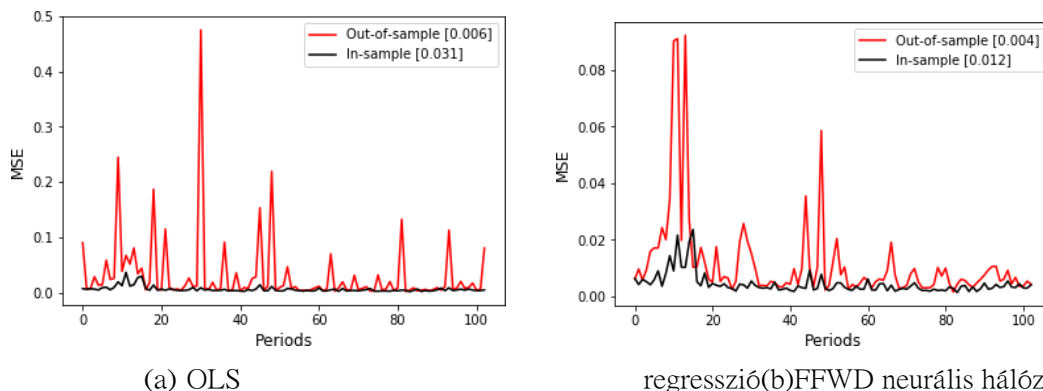 0.5
0.4
0.3
0.2
0.1
0.0
MSE
0 20 40 60 80 100
Periods
Out-of-sample [0.006]
In-sample [0.031]
0.08
0.06
0.04
0.02
0.00
MSE
0 20 40 60 80 100
Periods
Out-of-sample [0.004]
In-sample [0.012]
(a) OLS
regresszió(b)FFWD neurális hálóz